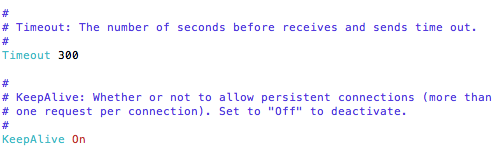 #
# Timeout: The number of seconds before receives and sends time out.
#
Timeout 300
#
# KeepAlive: Whether or not to allow persistent connections (more than
# one request per connection). Set to "Off" to deactivate.
#
KeepAlive On